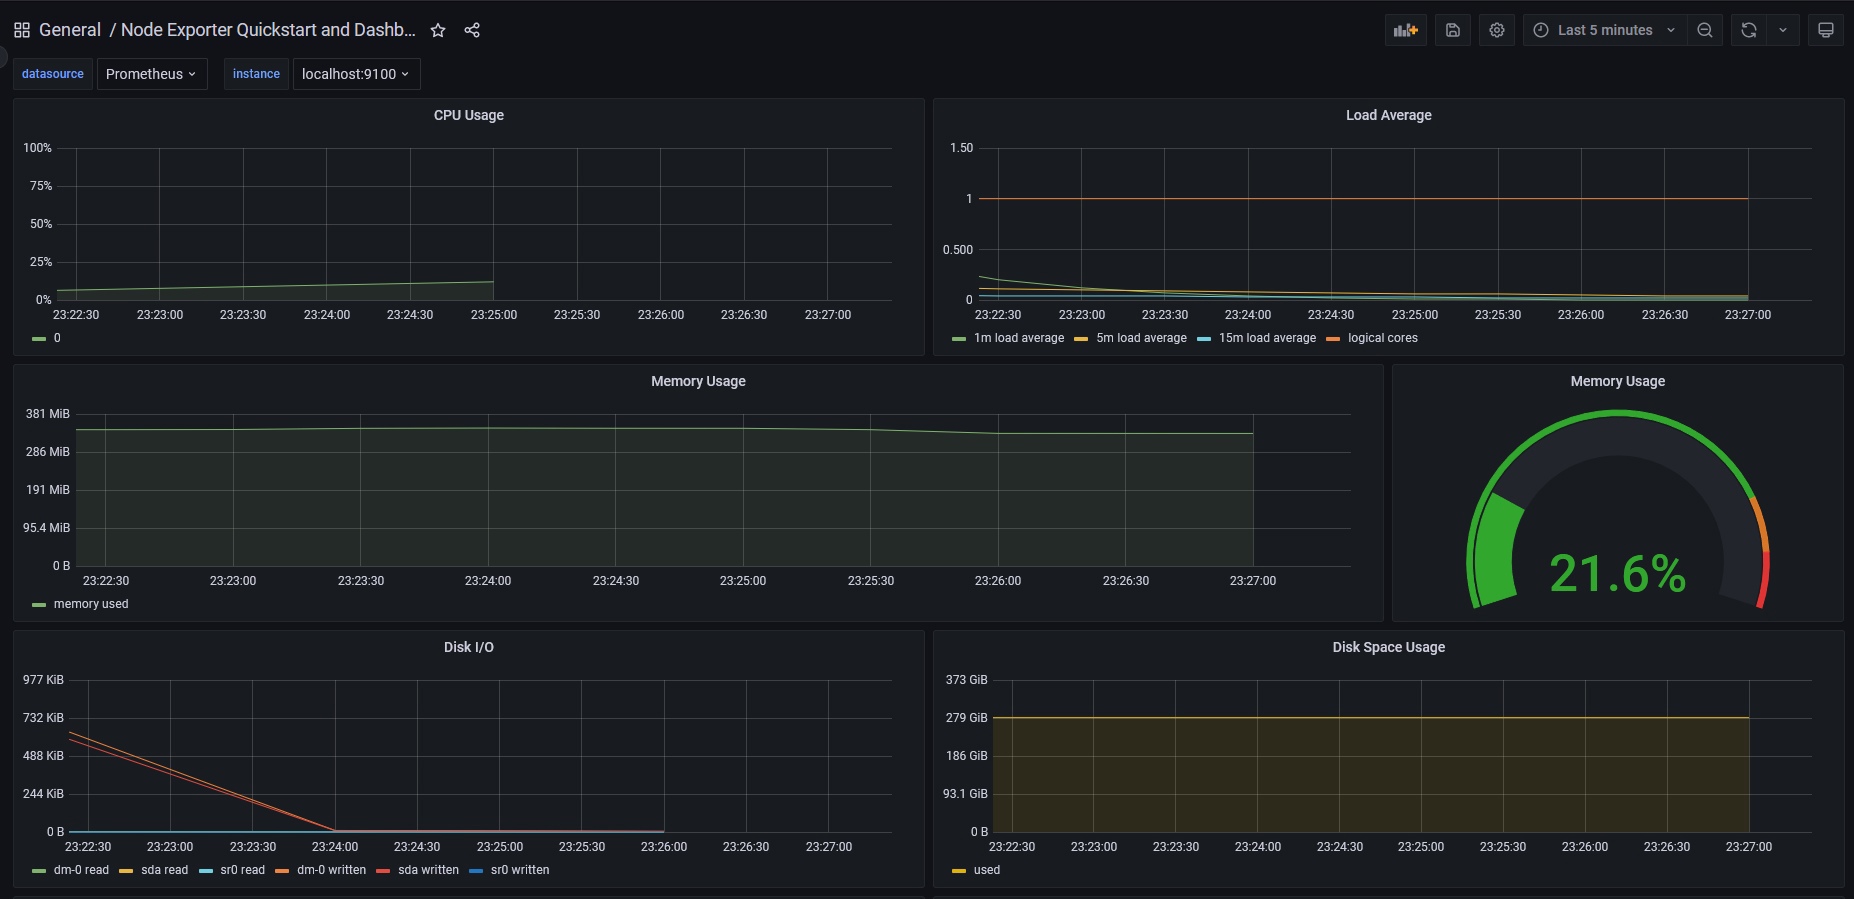 General / Node Exporter Quickstart and Dashb...
Last 5 minutes
datasource Prometheus instance localhost:9100
CPU Usage
100%
75%
50%
25%
0%
23:22:30 23:23:00 23:23:30 23:24:00 23:24:30 23:25:00 23:25:30 23:26:00 23:26:30 23:27:00
0
Load Average
1.50
1
0.500
0
23:22:30 23:23:00 23:23:30 23:24:00 23:24:30 23:25:00 23:25:30 23:26:00 23:26:30 23:27:00
1m load average 5m load average 15m load average logical cores
Memory Usage
381 MiB
286 MiB
191 MiB
95.4 MiB
0 B
23:22:30 23:23:00 23:23:30 23:24:00 23:24:30 23:25:00 23:25:30 23:26:00 23:26:30 23:27:00
memory used
Memory Usage
21.6%
Disk I/O
977 KiB
732 KiB
488 KiB
244 KiB
0 B
23:22:30 23:23:00 23:23:30 23:24:00 23:24:30 23:25:00 23:25:30 23:26:00 23:26:30 23:27:00
dm-0 read sda read sr0 read dm-0 written sda written sr0 written
Disk Space Usage
373 GiB
279 GiB
186 GiB
93.1 GiB
0 B
23:22:30 23:23:00 23:23:30 23:24:00 23:24:30 23:25:00 23:25:30 23:26:00 23:26:30 23:27:00
used